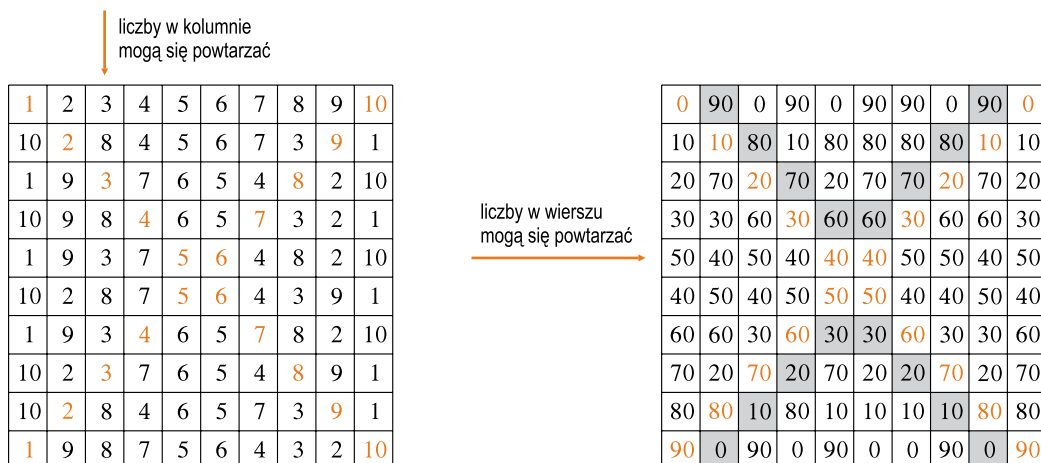 liczby w kolumnie
mogą się powtarzać
1 2 3 4 5 6 7 8 9 10
10 2 8 4 5 6 7 3 9 1
1 9 3 7 6 5 4 8 2 10
10 9 8 4 6 5 7 3 2 1
1 9 3 7 5 6 4 8 2 10
10 2 8 7 5 6 4 3 9 1
1 9 3 4 6 5 7 8 2 10
10 2 3 7 6 5 4 8 9 1
10 2 8 4 6 5 7 3 9 1
1 9 8 7 5 6 4 3 2 10
liczby w wierszu
mogą się powtarzać
0 90 0 90 0 90 90 0 90 0
10 10 80 10 80 80 80 80 10 10
20 70 20 70 20 70 70 20 70 20
30 30 60 30 60 60 30 60 60 30
50 40 50 40 40 40 50 50 40 50
40 50 40 50 50 50 40 40 50 40
60 60 30 60 30 30 60 30 30 60
70 20 70 20 70 20 20 70 20 70
80 80 10 80 10 10 10 10 80 80
90 0 90 0 90 0 0 90 0 90